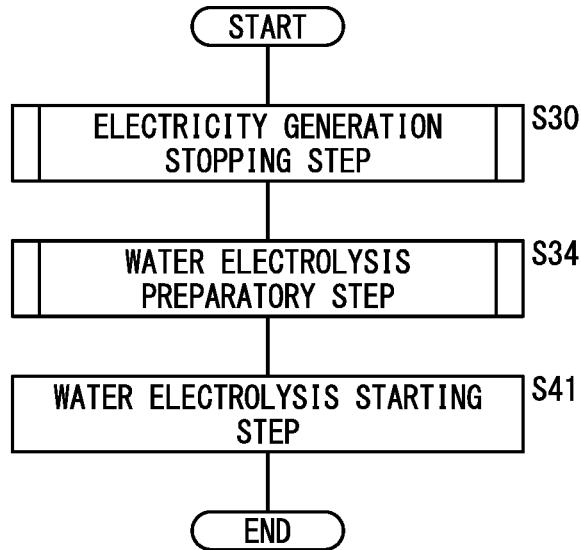 START
ELECTRICITY GENERATION
STOPPING STEP
S30
WATER ELECTROLYSIS
PREPARATORY STEP
S34
WATER ELECTROLYSIS STARTING
STEP
S41
END